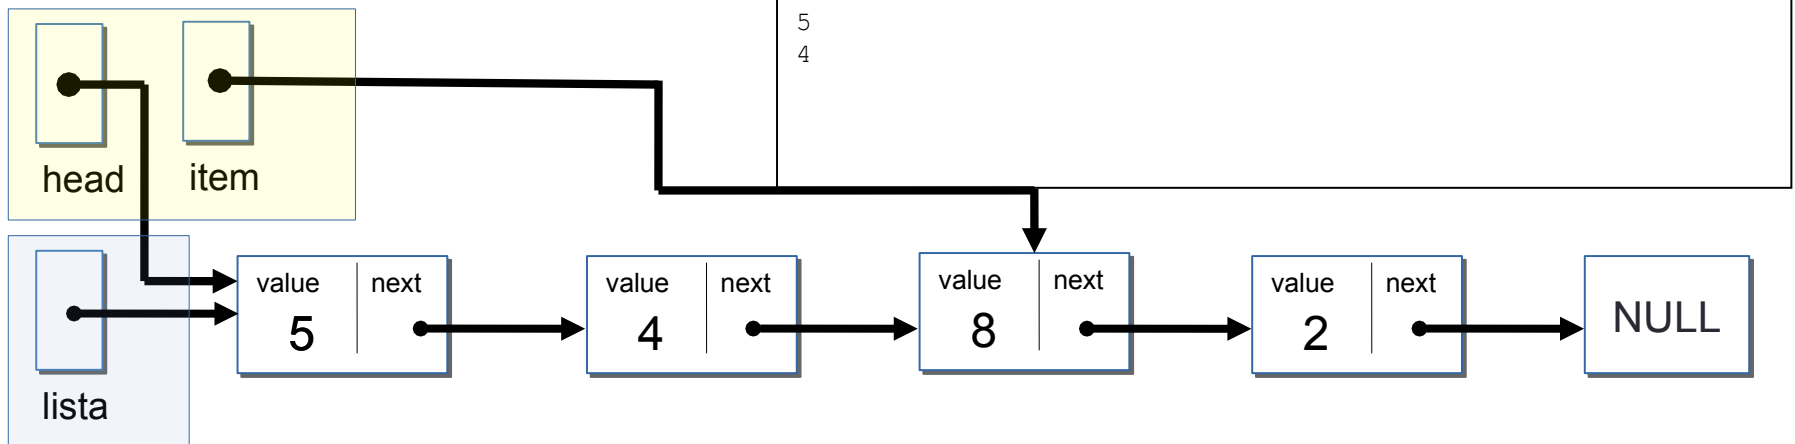 5
4
head
item
value next
5
value next
4
value next
8
value next
2
NULL
lista